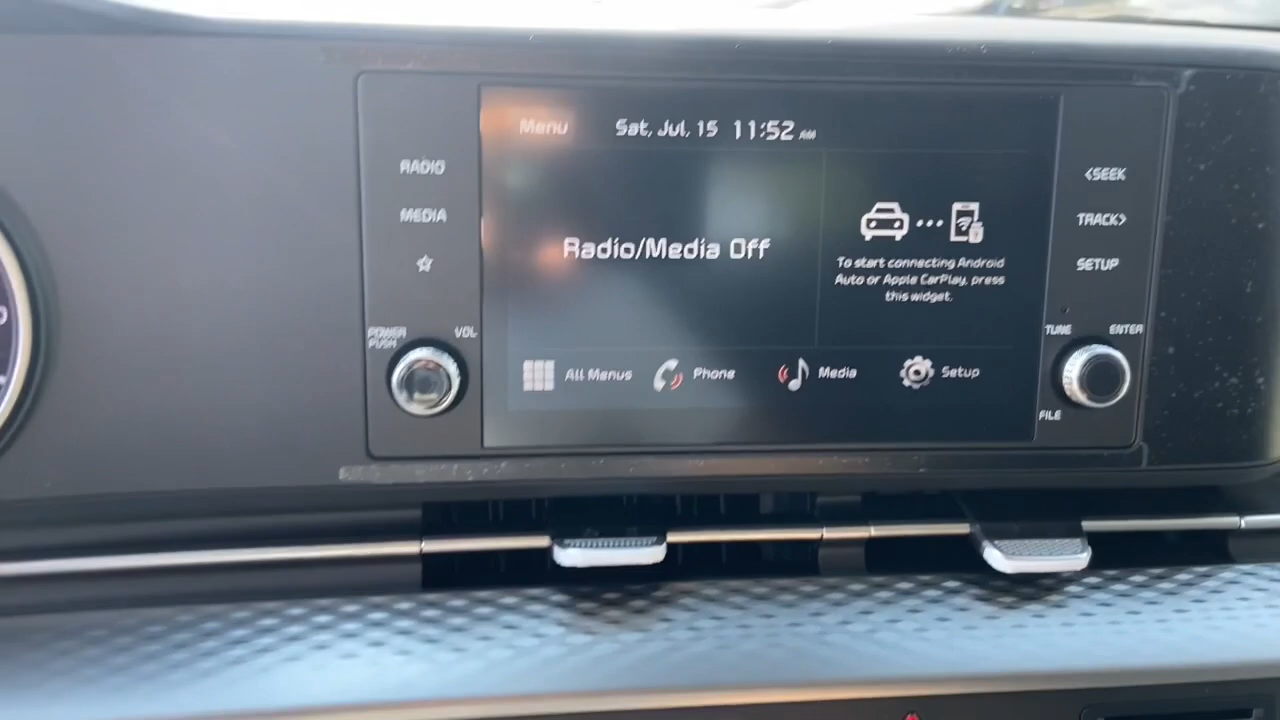 Menu
Sat, Jul, 15 11:52 AM
RADIO
MEDIA
POWER
PUSH
VOL
Radio/Media Off
To start connecting Android
Auto or Apple CarPlay, press
this widget.
All Menus
Phone
Media
Setup
<SEEK
TRACK>
SETUP
TUNE
ENTER
FILE